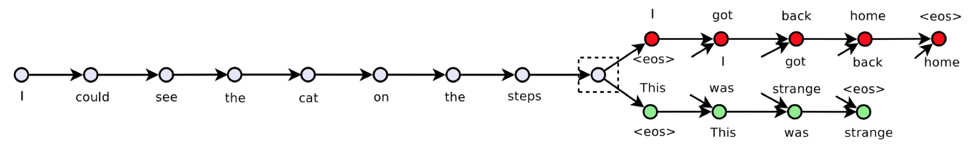 I got back home <eos>
<eos> I got back home
I could see the cat on the steps
This was strange <eos>
<eos> This was strange